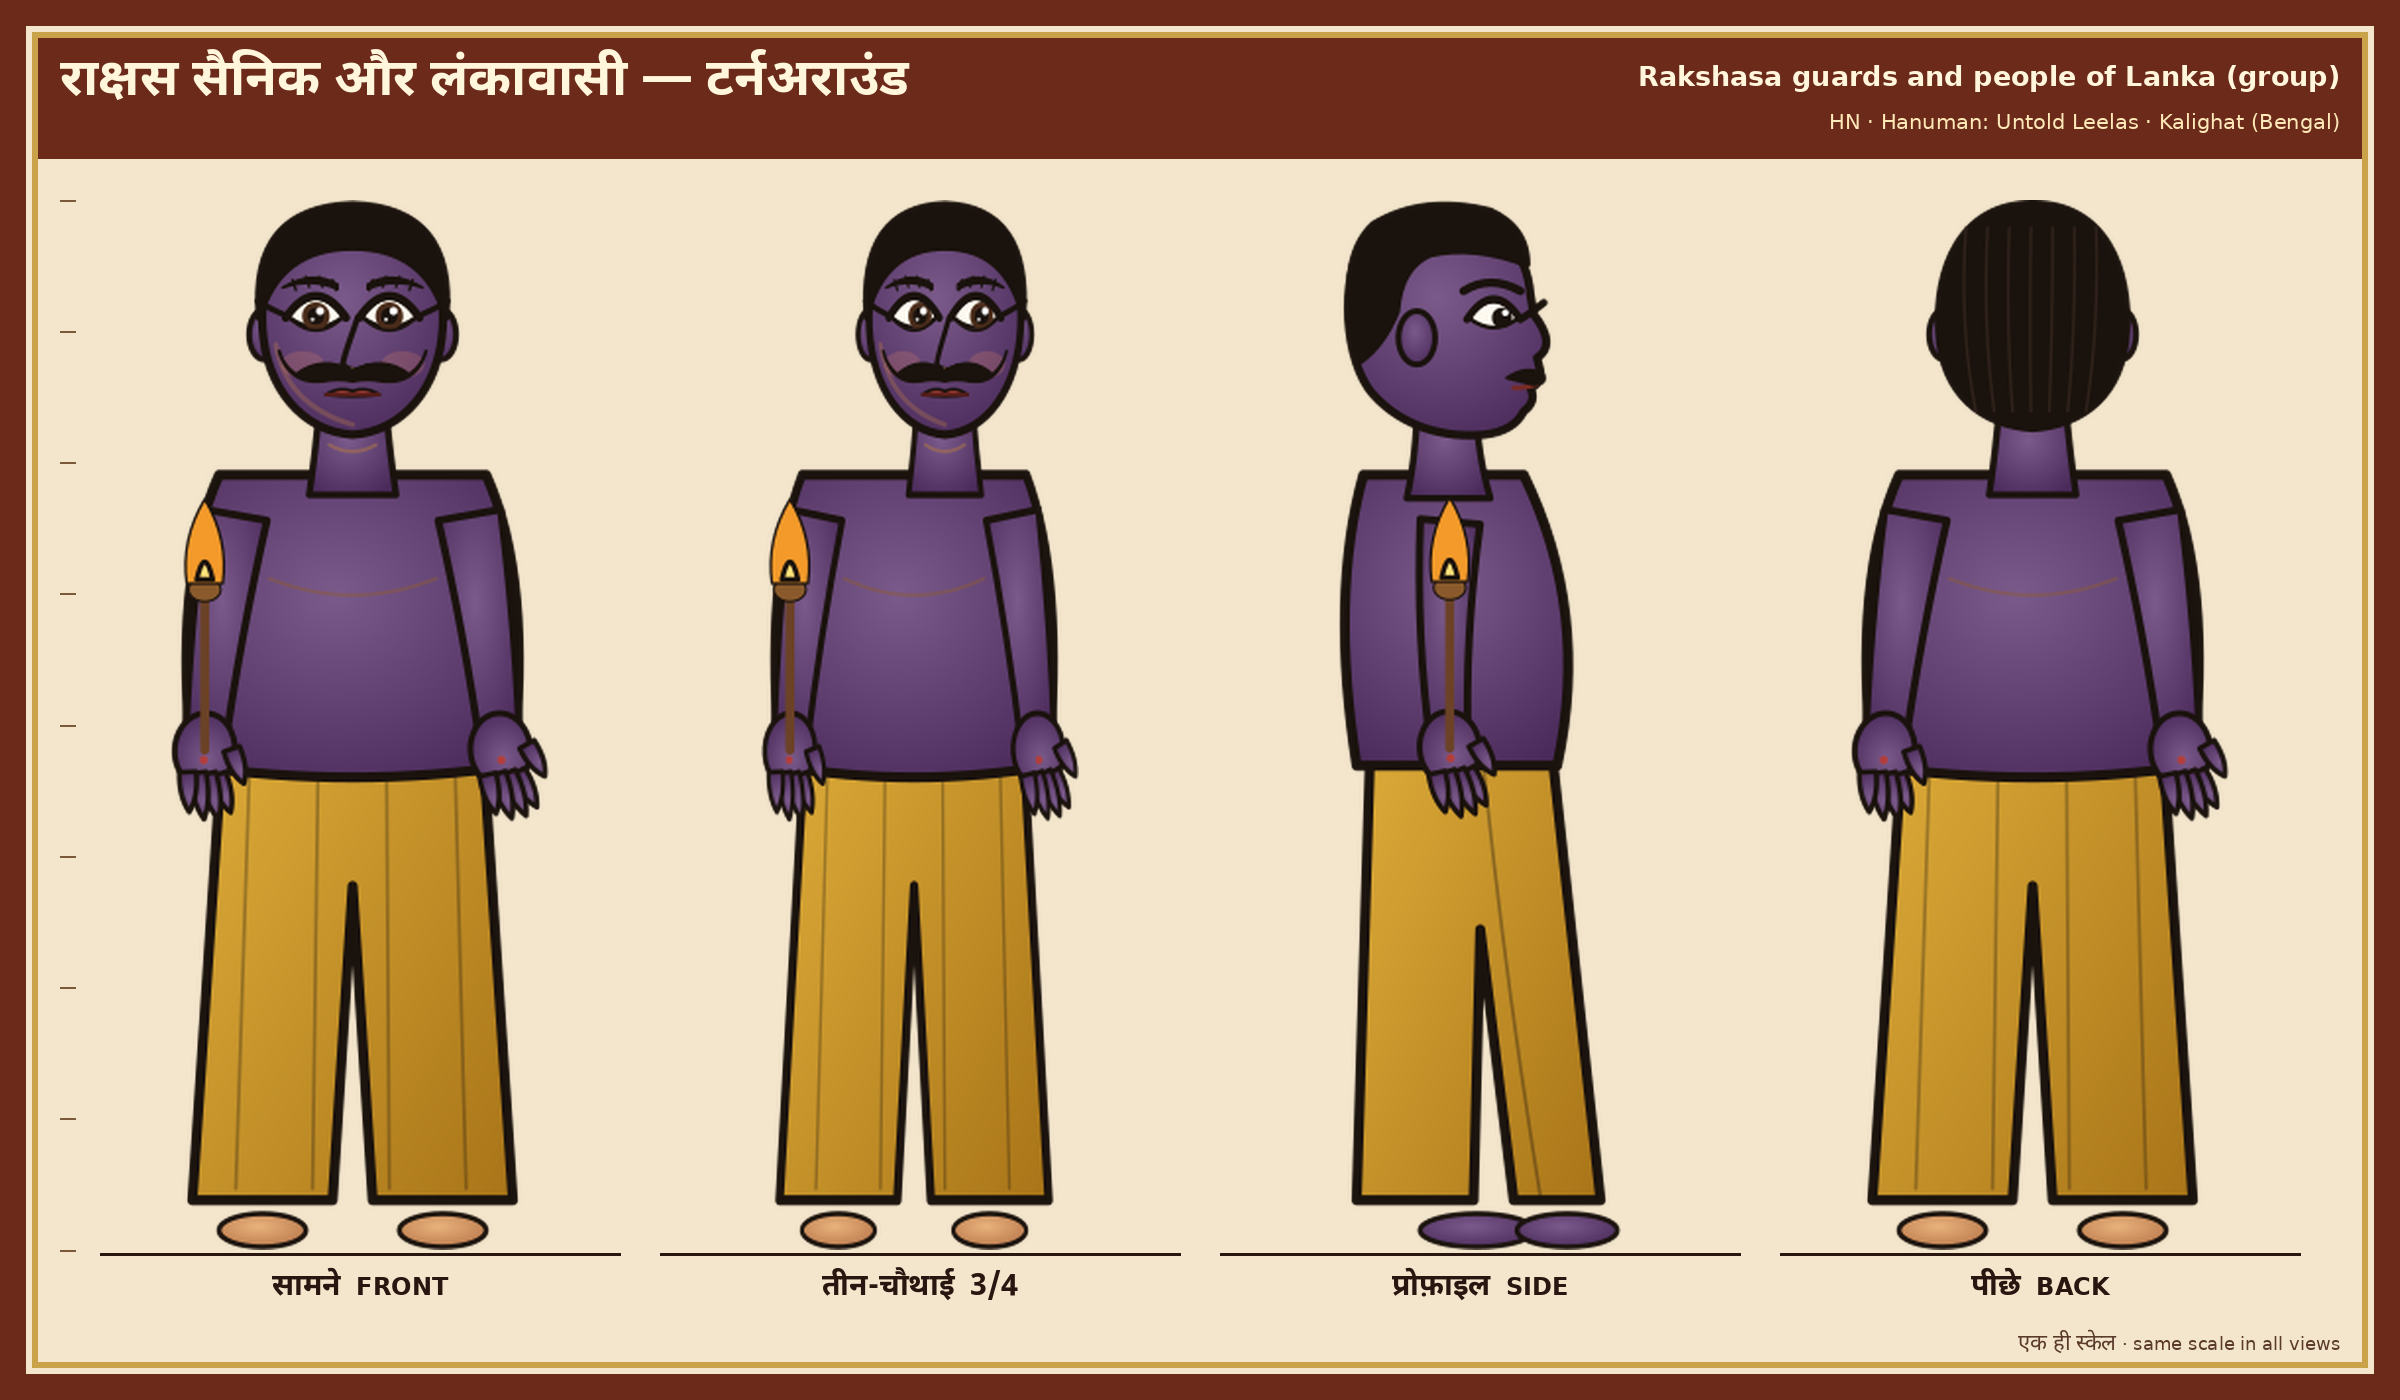 राक्षस सैनिक और लंकावासी — टर्नअराउंड
Rakshasa guards and people of Lanka (group)
HN · Hanuman: Untold Leelas · Kalighat (Bengal)
सामने FRONT
तीन-चौथाई 3/4
प्रोफ़ाइल SIDE
पीछे BACK
एक ही स्केल · same scale in all views